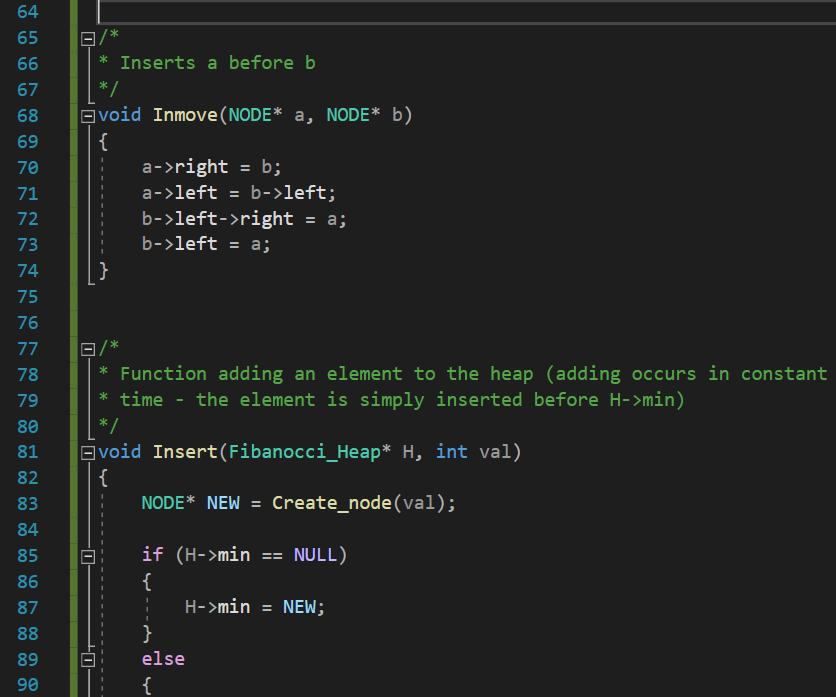 64
65 /*
66 * Inserts a before b
67 */
68 void Inmove(NODE* a, NODE* b)
69 {
70 a->right = b;
71 a->left = b->left;
72 b->left->right = a;
73 b->left = a;
74 }
75
76
77 /*
78 * Function adding an element to the heap (adding occurs in constant
79 * time - the element is simply inserted before H->min)
80 */
81 void Insert(Fibanocci_Heap* H, int val)
82 {
83 NODE* NEW = Create_node(val);
84
85 if (H->min == NULL)
86 {
87 H->min = NEW;
88 }
89 else
90 {